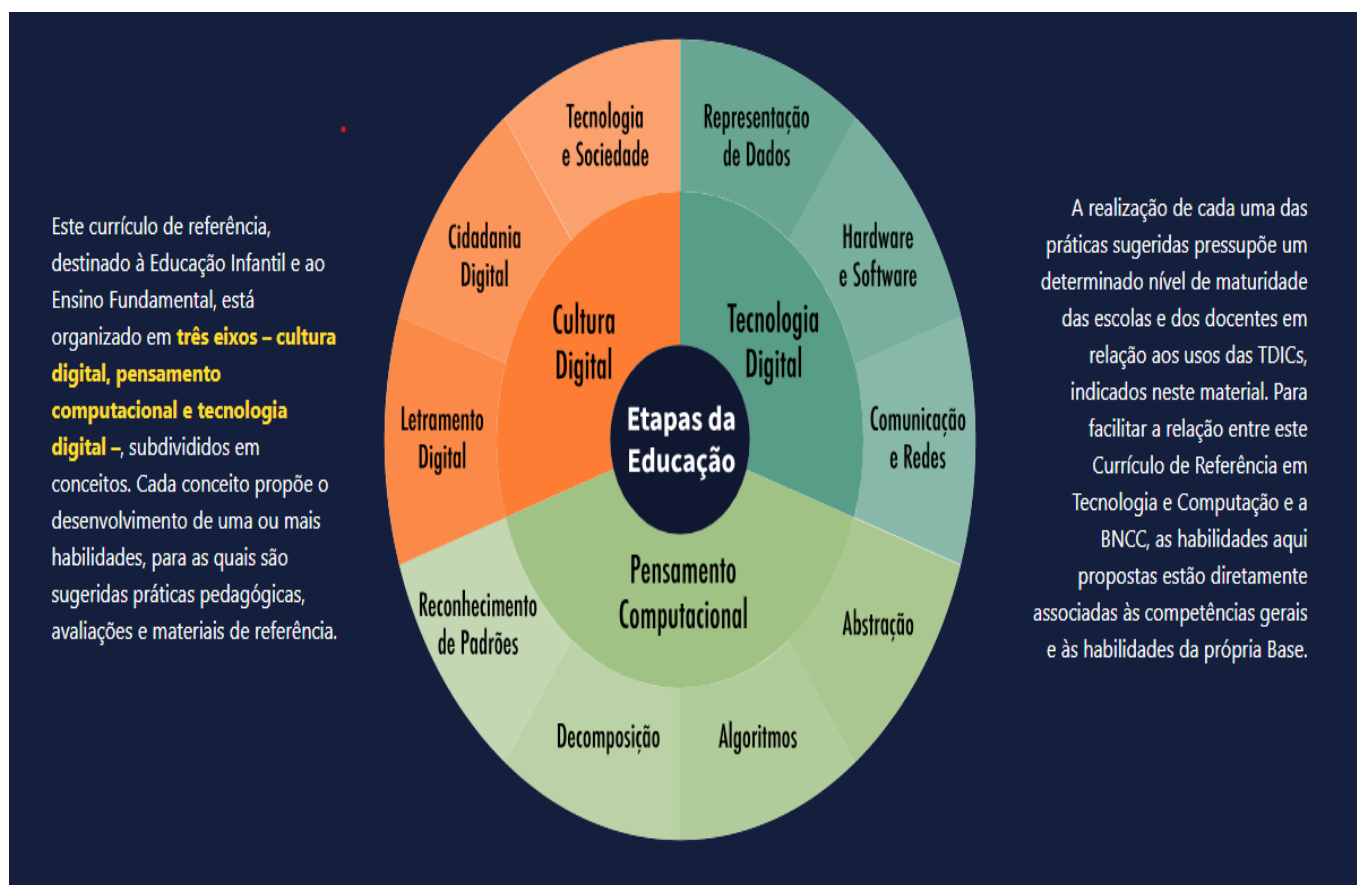 Este currículo de referência,
destinado à Educação Infantil e ao
Ensino Fundamental, está
organizado em três eixos – cultura
digital, pensamento
computacional e tecnologia
digital –, subdivididos em
conceitos. Cada conceito propõe o
desenvolvimento de uma ou mais
habilidades, para as quais são
sugeridas práticas pedagógicas,
avaliações e materiais de referência.
Tecnologia
e Sociedade
Representação
de Dados
Cidadania
Digital
Hardware
e Software
Cultura
Digital
Tecnologia
Digital
Letramento
Digital
Etapas da
Educação
Comunicação
e Redes
Pensamento
Computacional
Reconhecimento
de Padrões
Abstração
Decomposição
Algoritmos
A realização de cada uma das
práticas sugeridas pressupõe um
determinado nível de maturidade
das escolas e dos docentes em
relação aos usos das TDICs,
indicados neste material. Para
facilitar a relação entre este
Currículo de Referência em
Tecnologia e Computação e a
BNCC, as habilidades aqui
propostas estão diretamente
associadas às competências gerais
e às habilidades da própria Base.